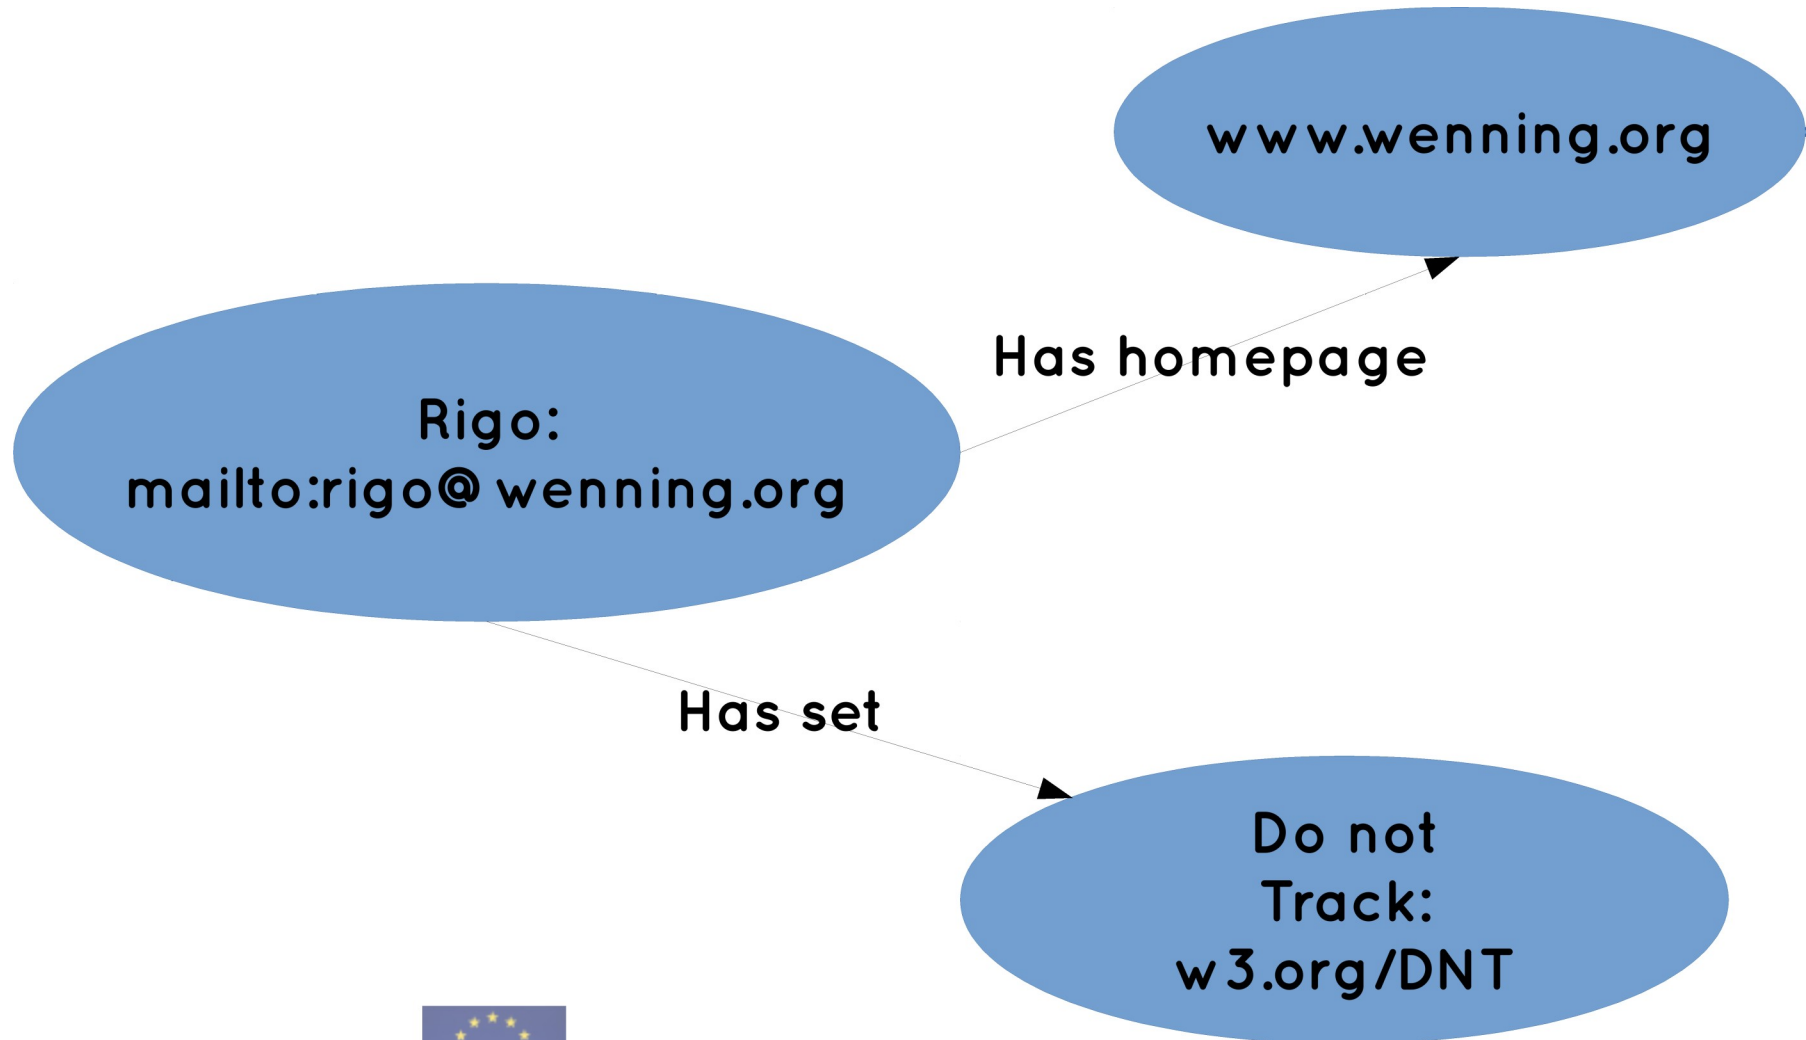 www.wenning.org
Has homepage
Rigo:
mailto:rigo@wenning.org
Has set
Do not
Track:
w3.org/DNT